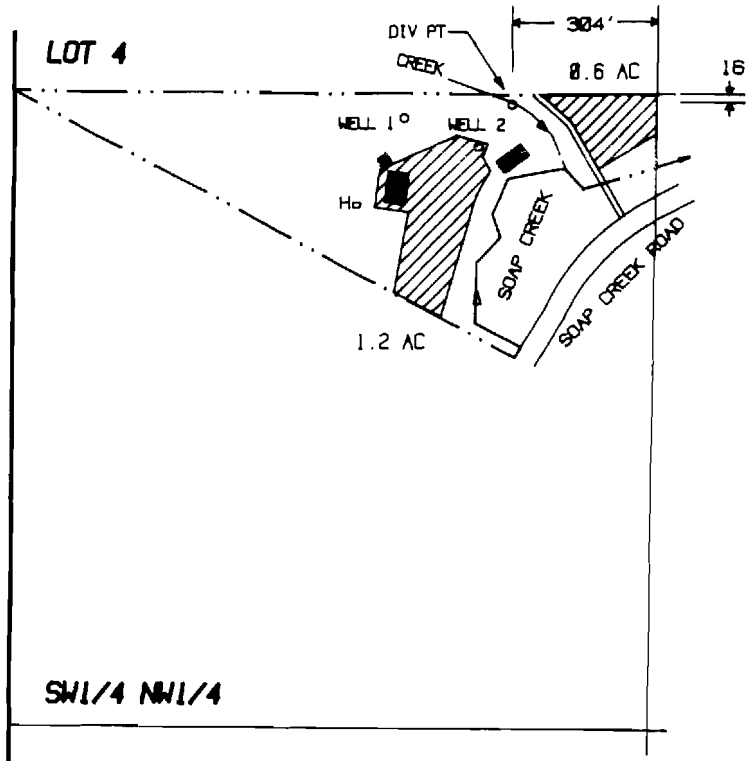 304'
DIV PT
LOT 4
CREEK
0.6 AC
16
WELL 1
WELL 2
Ho
SOAP CREEK
SOAP CREEK ROAD
1.2 AC
SW1/4 NW1/4